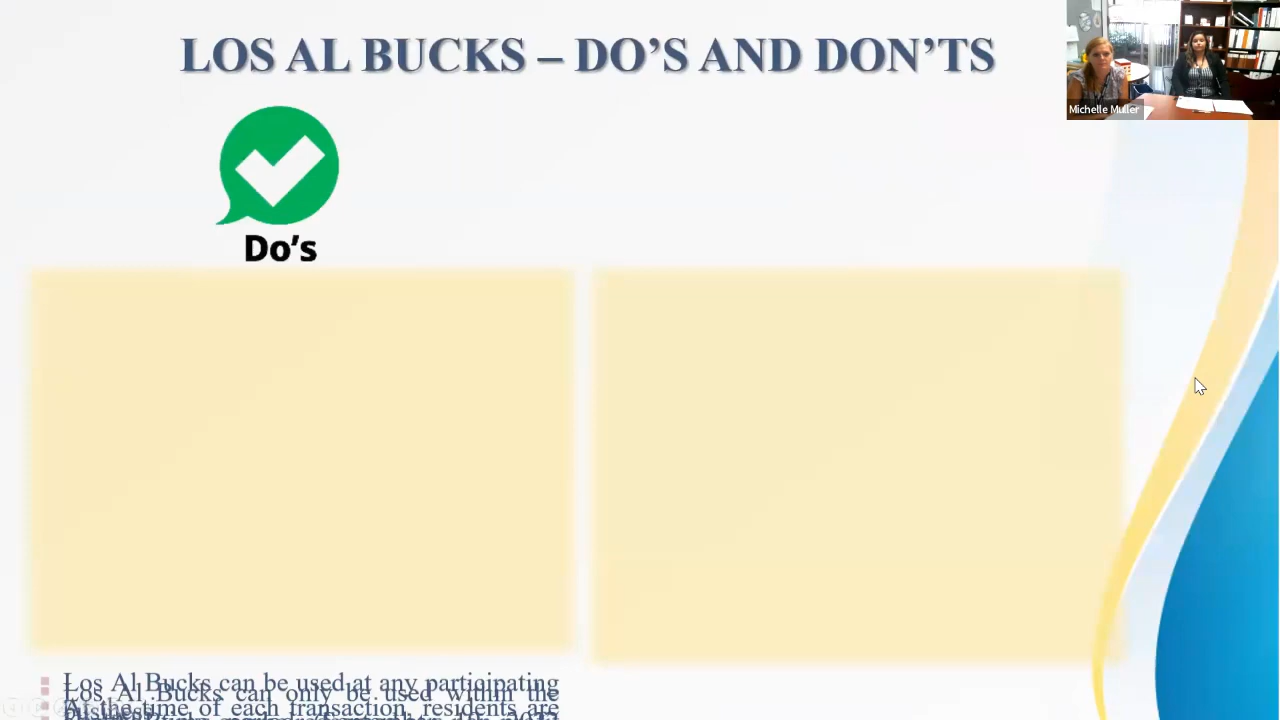 LOS AL BUCKS – DO’S AND DON’TS
Michelle Muller
Do’s
Los Al Bucks can be used at any participating
Los Al Bucks can only be used within the
At the time of each transaction, residents are